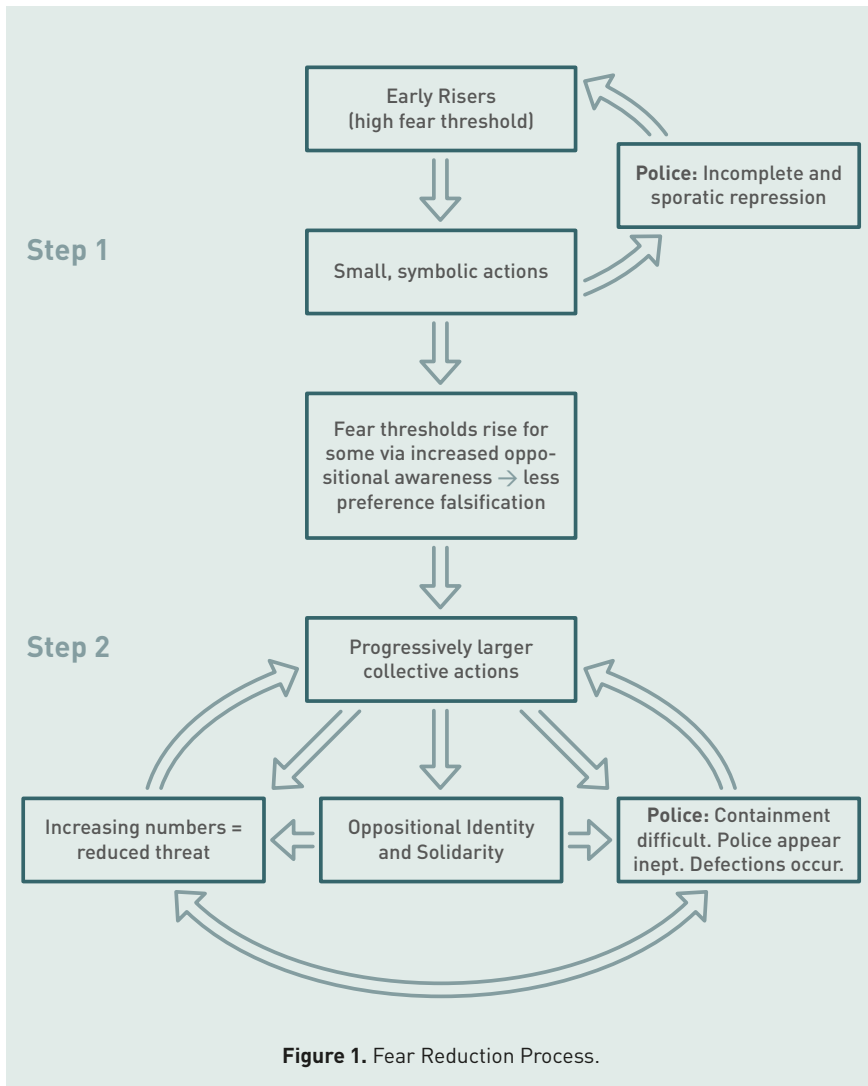 Early Risers
(high fear threshold)
Police: Incomplete and
sporatic repression
Step 1
Small, symbolic actions
Fear thresholds rise for
some via increased oppo-
sitional awareness → less
preference falsification
Step 2
Progressively larger
collective actions
Increasing numbers =
reduced threat
Oppositional Identity
and Solidarity
Police: Containment
difficult. Police appear
inept. Defections occur.
Figure 1. Fear Reduction Process.